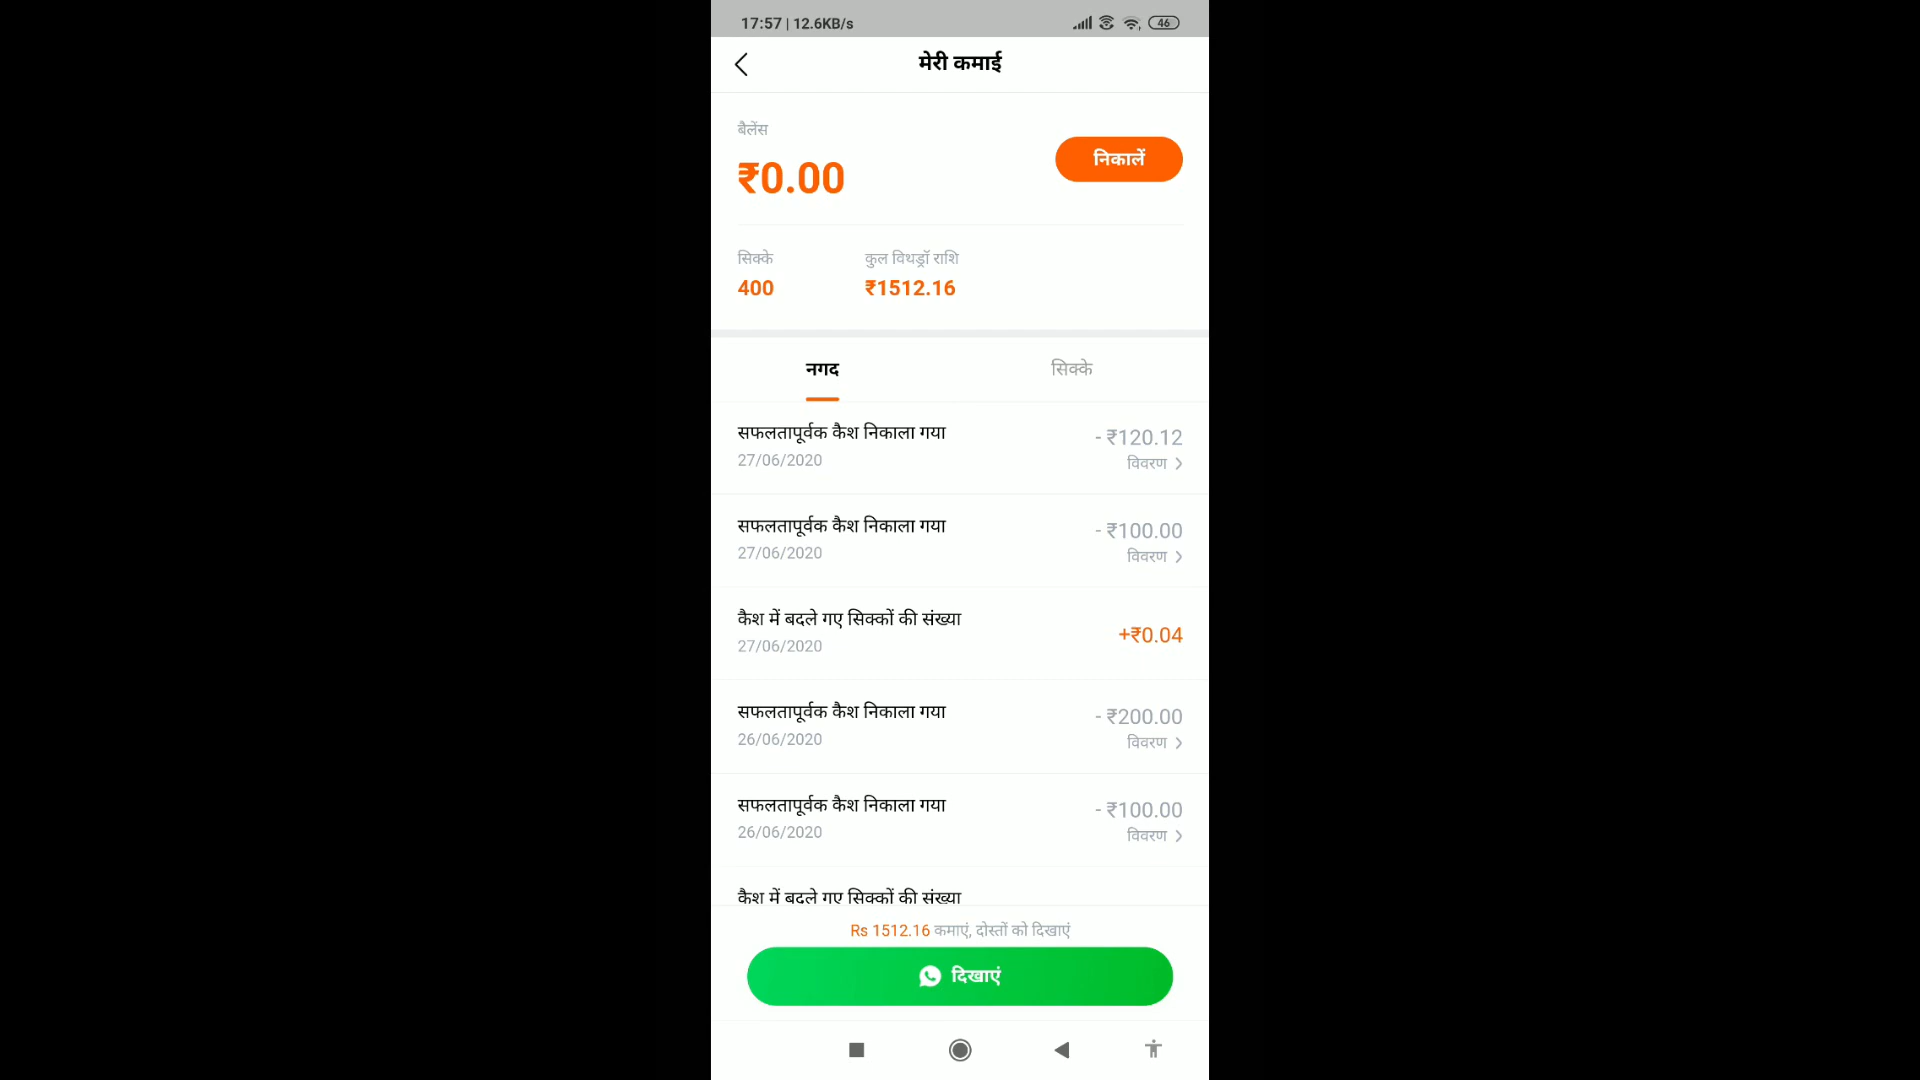 17:57 | 12.6KB/s
46
मेरी कमाई
बैलेंस
₹0.00
निकालें
सिक्के
कुल विथड्रॉ राशि
400
₹1512.16
नगद
सिक्के
सफलतापूर्वक कैश निकाला गया
- ₹120.12
27/06/2020
विवरण
सफलतापूर्वक कैश निकाला गया
- ₹100.00
27/06/2020
विवरण
कैश में बदले गए सिक्कों की संख्या
+₹0.04
27/06/2020
सफलतापूर्वक कैश निकाला गया
- ₹200.00
26/06/2020
विवरण
सफलतापूर्वक कैश निकाला गया
- ₹100.00
26/06/2020
विवरण
कैश में बदले गए सिक्कों की संख्या
Rs 1512.16 कमाएं, दोस्तों को दिखाएं
दिखाएं